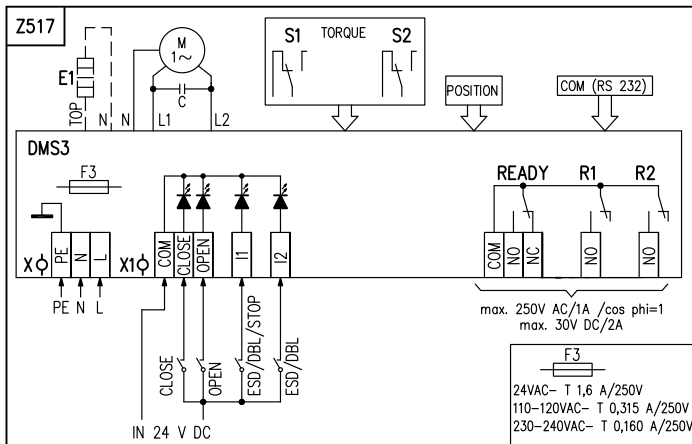 Z517
E1
TOP
N
N
M
1~
C
L1
L2
S1
TORQUE
S2
POSITION
COM (RS 232)
DMS3
F3
READY
R1
R2
X
PE
N
L
X1
COM
CLOSE
OPEN
I1
I2
COM
NO
NC
NO
NO
PE
N
L
CLOSE
OPEN
ESD/DBL/STOP
ESD/DBL
IN 24 V DC
max. 250V AC/1A /cos phi=1
max. 30V DC/2A
F3
24VAC– T 1,6 A/250V
110-120VAC– T 0,315 A/250V
230-240VAC– T 0,160 A/250V